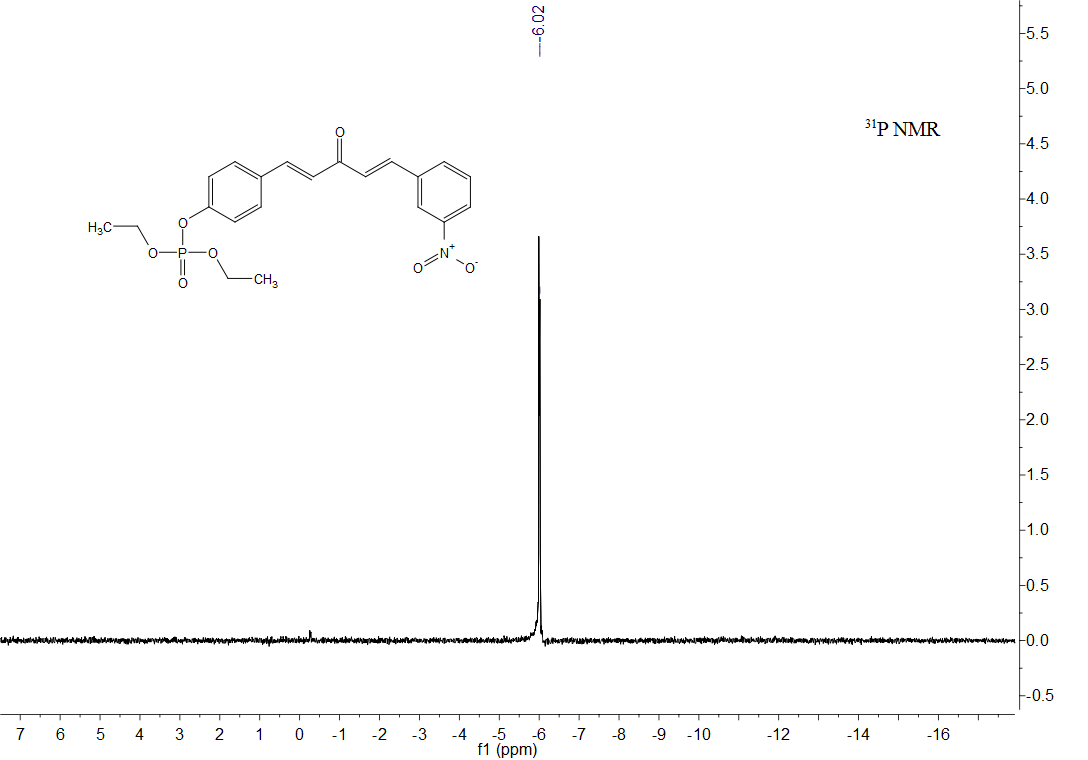 -6.02
5.5
5.0
³¹P NMR
4.5
O
4.0
H₃C
O
O
P
O
N⁺
O
O
O⁻
CH₃
3.5
3.0
2.5
2.0
1.5
1.0
0.5
0.0
-0.5
7 6 5 4 3 2 1 0 -1 -2 -3 -4 -5 -6 -7 -8 -9 -10 -12 -14 -16
f1 (ppm)